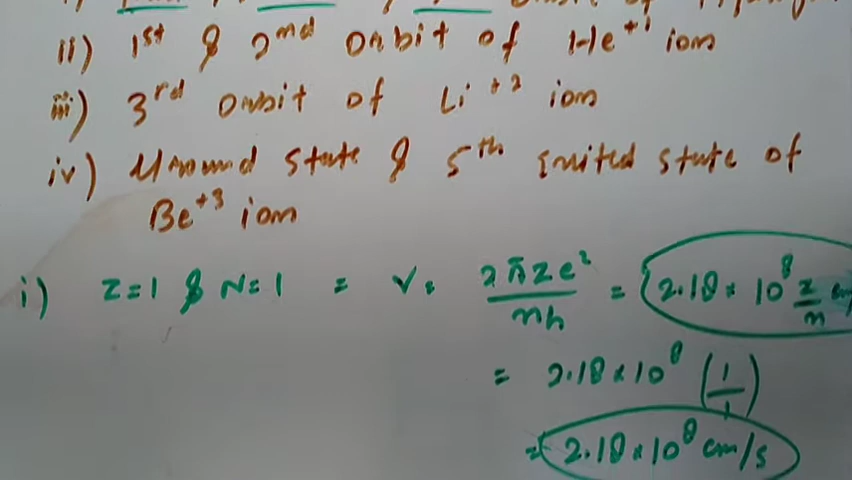 ii) 1st & 2nd Orbit of He+1 ion
iii) 3rd Orbit of Li+2 ion
iv) Ground state & 5th Exited state of
Be+3 ion
i) Z=1 & N=1 = V = 2πze²/nh = 2.18 × 10⁸ z/n cm/
= 2.18 × 10⁸ (1/1)
= 2.18 × 10⁸ cm/s